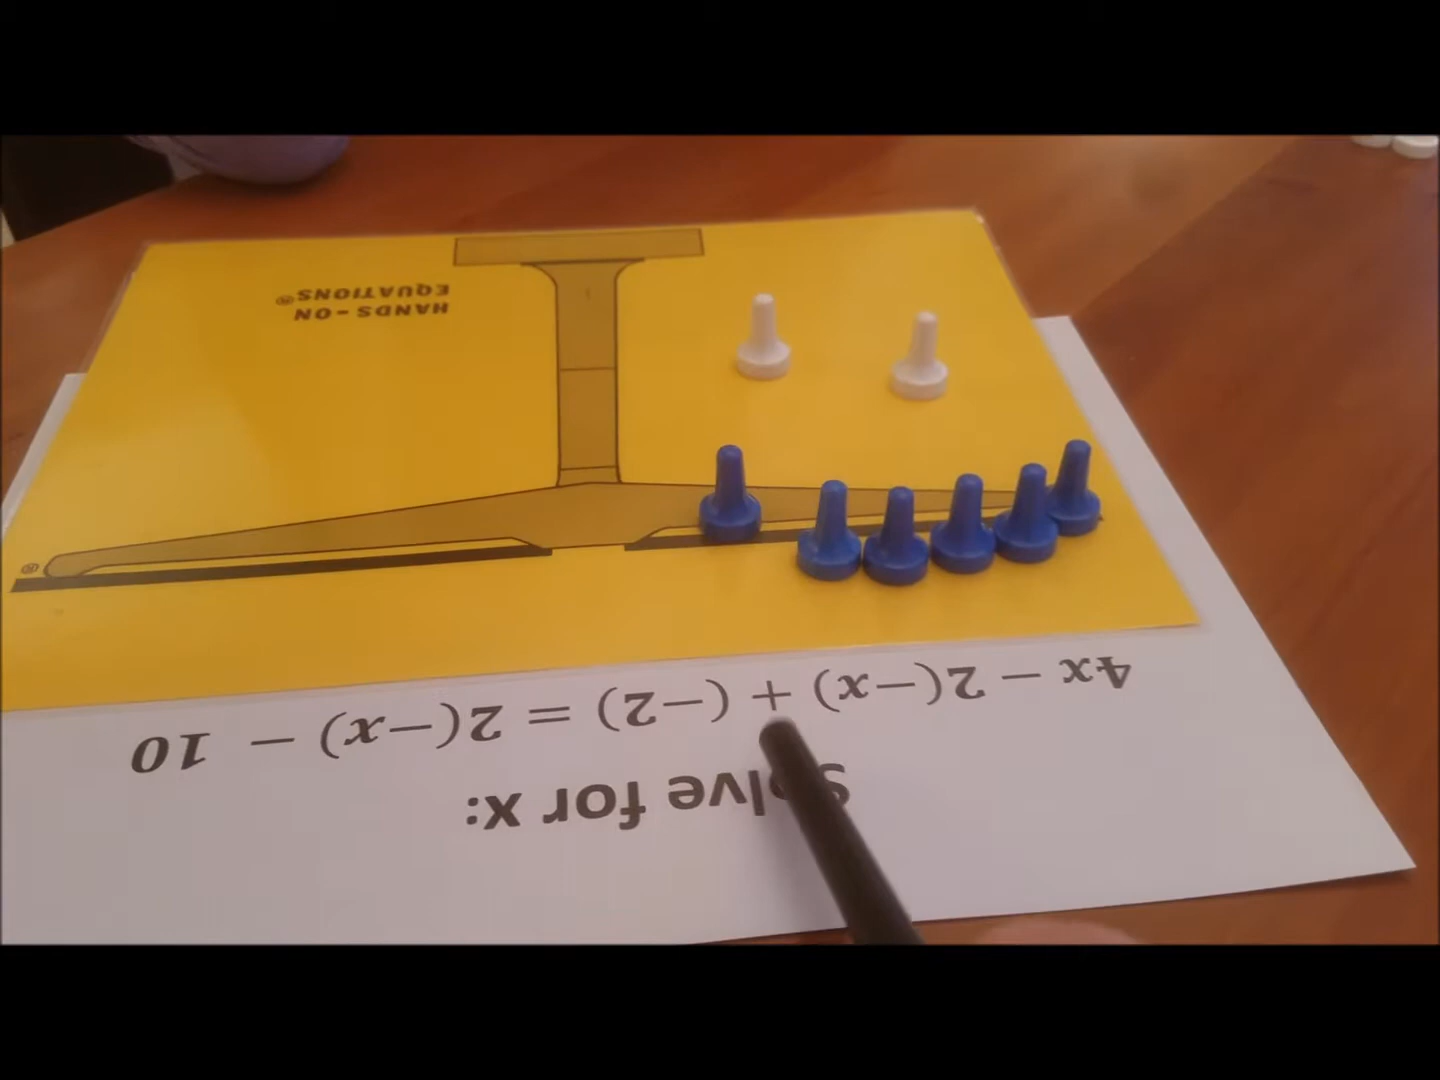 Solve for x:
4x − 2(−x) + (−2) = 2(−x) − 10
HANDS-ON
EQUATIONS®
®